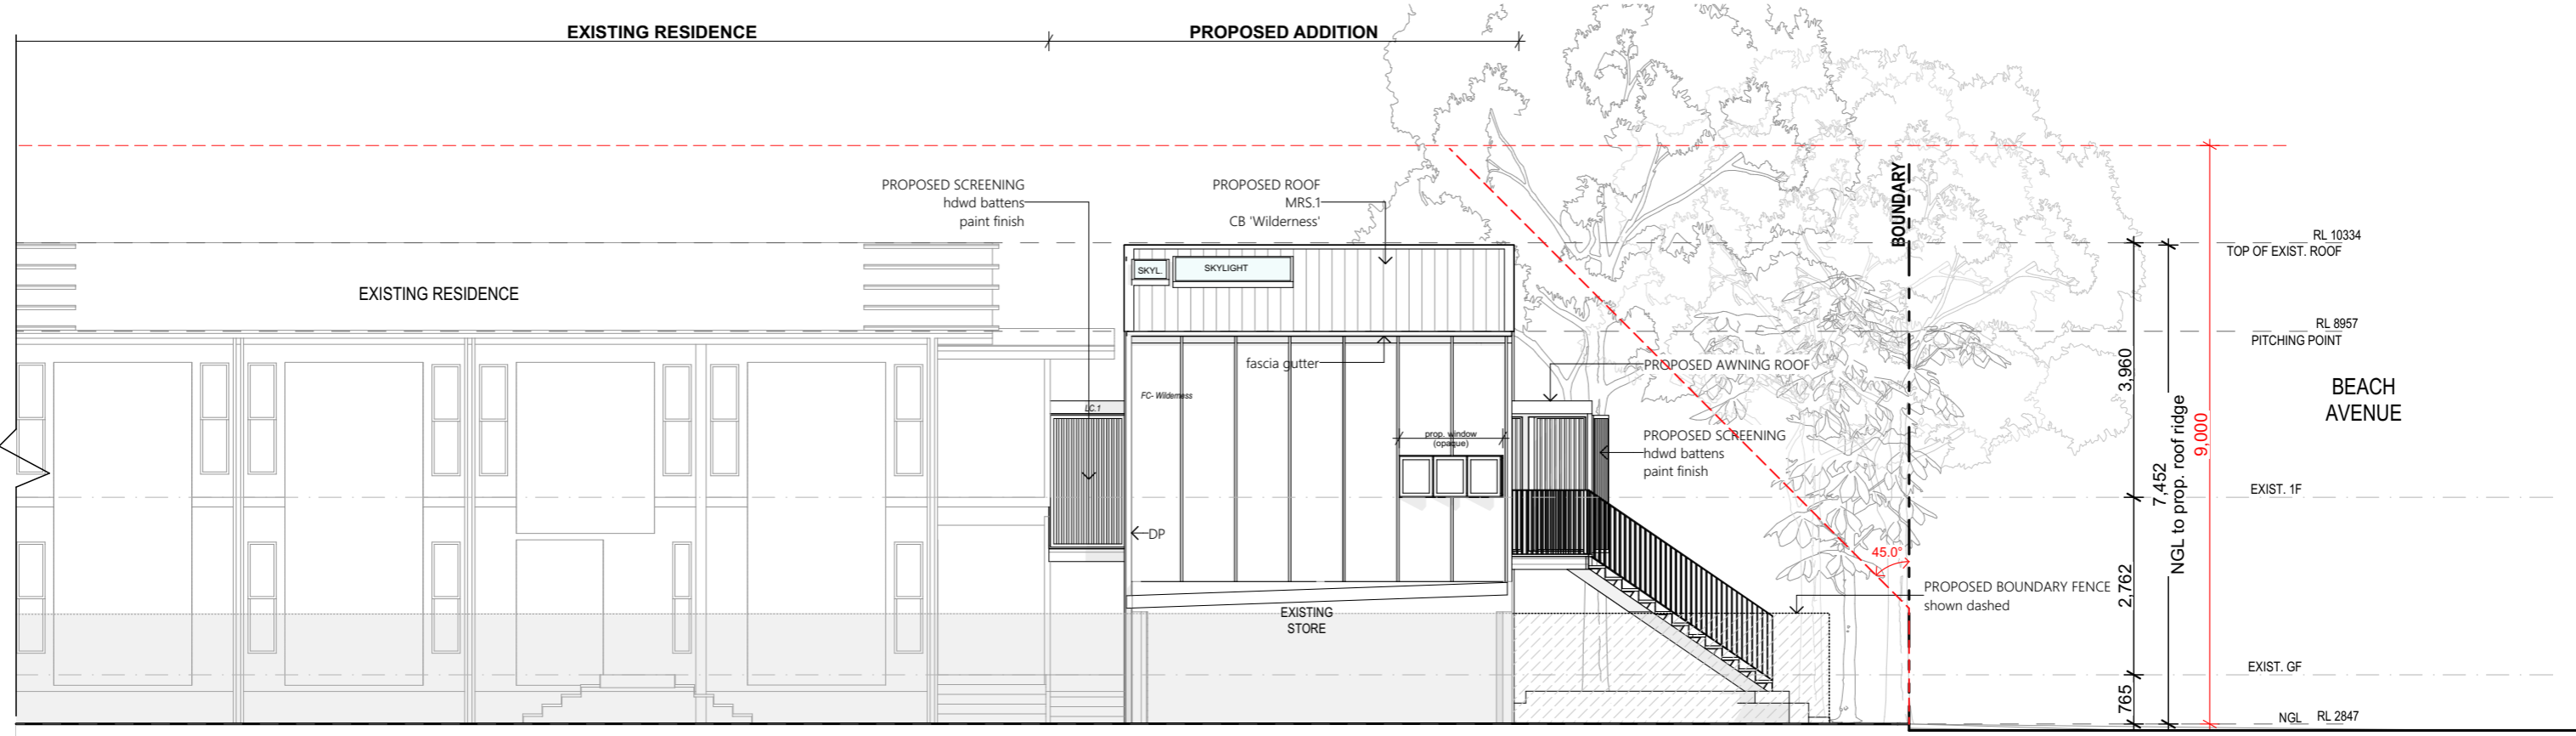 EXISTING RESIDENCE
PROPOSED ADDITION
PROPOSED SCREENING
hdwd battens
paint finish
PROPOSED ROOF
MRS.1
CB 'Wilderness'
BOUNDARY
RL 10334
TOP OF EXIST. ROOF
SKYL.
SKYLIGHT
EXISTING RESIDENCE
RL 8957
PITCHING POINT
fascia gutter
PROPOSED AWNING ROOF
3,960
BEACH
AVENUE
FC- Wilderness
LC.1
7,452
NGL to prop. roof ridge
9,000
prop. window
(opaque)
PROPOSED SCREENING
hdwd battens
paint finish
EXIST. 1F
DP
45.0°
2,762
PROPOSED BOUNDARY FENCE
shown dashed
EXISTING
STORE
EXIST. GF
765
NGL RL 2847